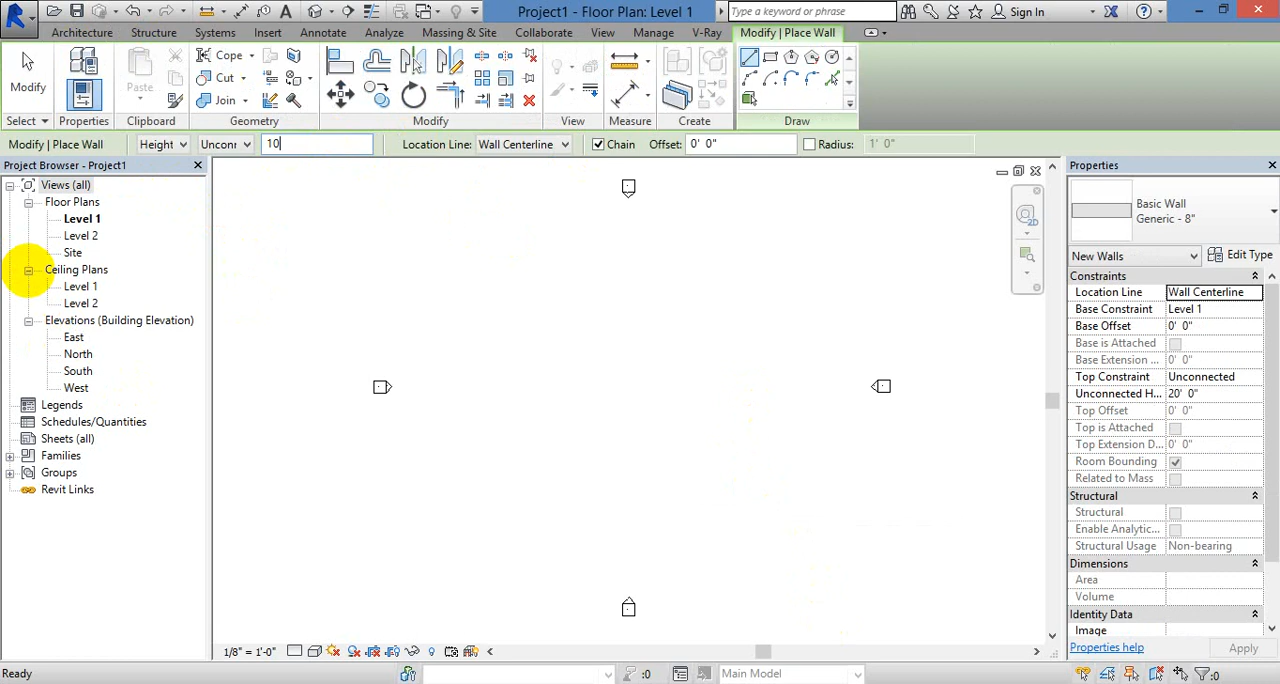 Project1 - Floor Plan: Level 1
Type a keyword or phrase
Sign In
Architecture
Structure
Systems
Insert
Annotate
Analyze
Massing & Site
Collaborate
View
Manage
V-Ray
Modify | Place Wall
Modify
Paste
Cope
Cut
Join
Select
Properties
Clipboard
Geometry
Modify
View
Measure
Create
Draw
Modify | Place Wall
Height
Unconr
10
Location Line:
Wall Centerline
Chain
Offset:
0' 0"
Radius:
1' 0"
Project Browser - Project1
Views (all)
Floor Plans
Level 1
Level 2
Site
Ceiling Plans
Level 1
Level 2
Elevations (Building Elevation)
East
North
South
West
Legends
Schedules/Quantities
Sheets (all)
Families
Groups
Revit Links
2D
Properties
Basic Wall
Generic - 8"
New Walls
Edit Type
Constraints
Location Line Wall Centerline
Base Constraint Level 1
Base Offset 0' 0"
Base is Attached
Base Extension ... 0' 0"
Top Constraint Unconnected
Unconnected H... 20' 0"
Top Offset 0' 0"
Top is Attached
Top Extension D... 0' 0"
Room Bounding
Related to Mass
Structural
Structural
Enable Analytic...
Structural Usage Non-bearing
Dimensions
Area
Volume
Identity Data
Image
Properties help
Apply
1/8" = 1'-0"
Ready
:0
Main Model
:0